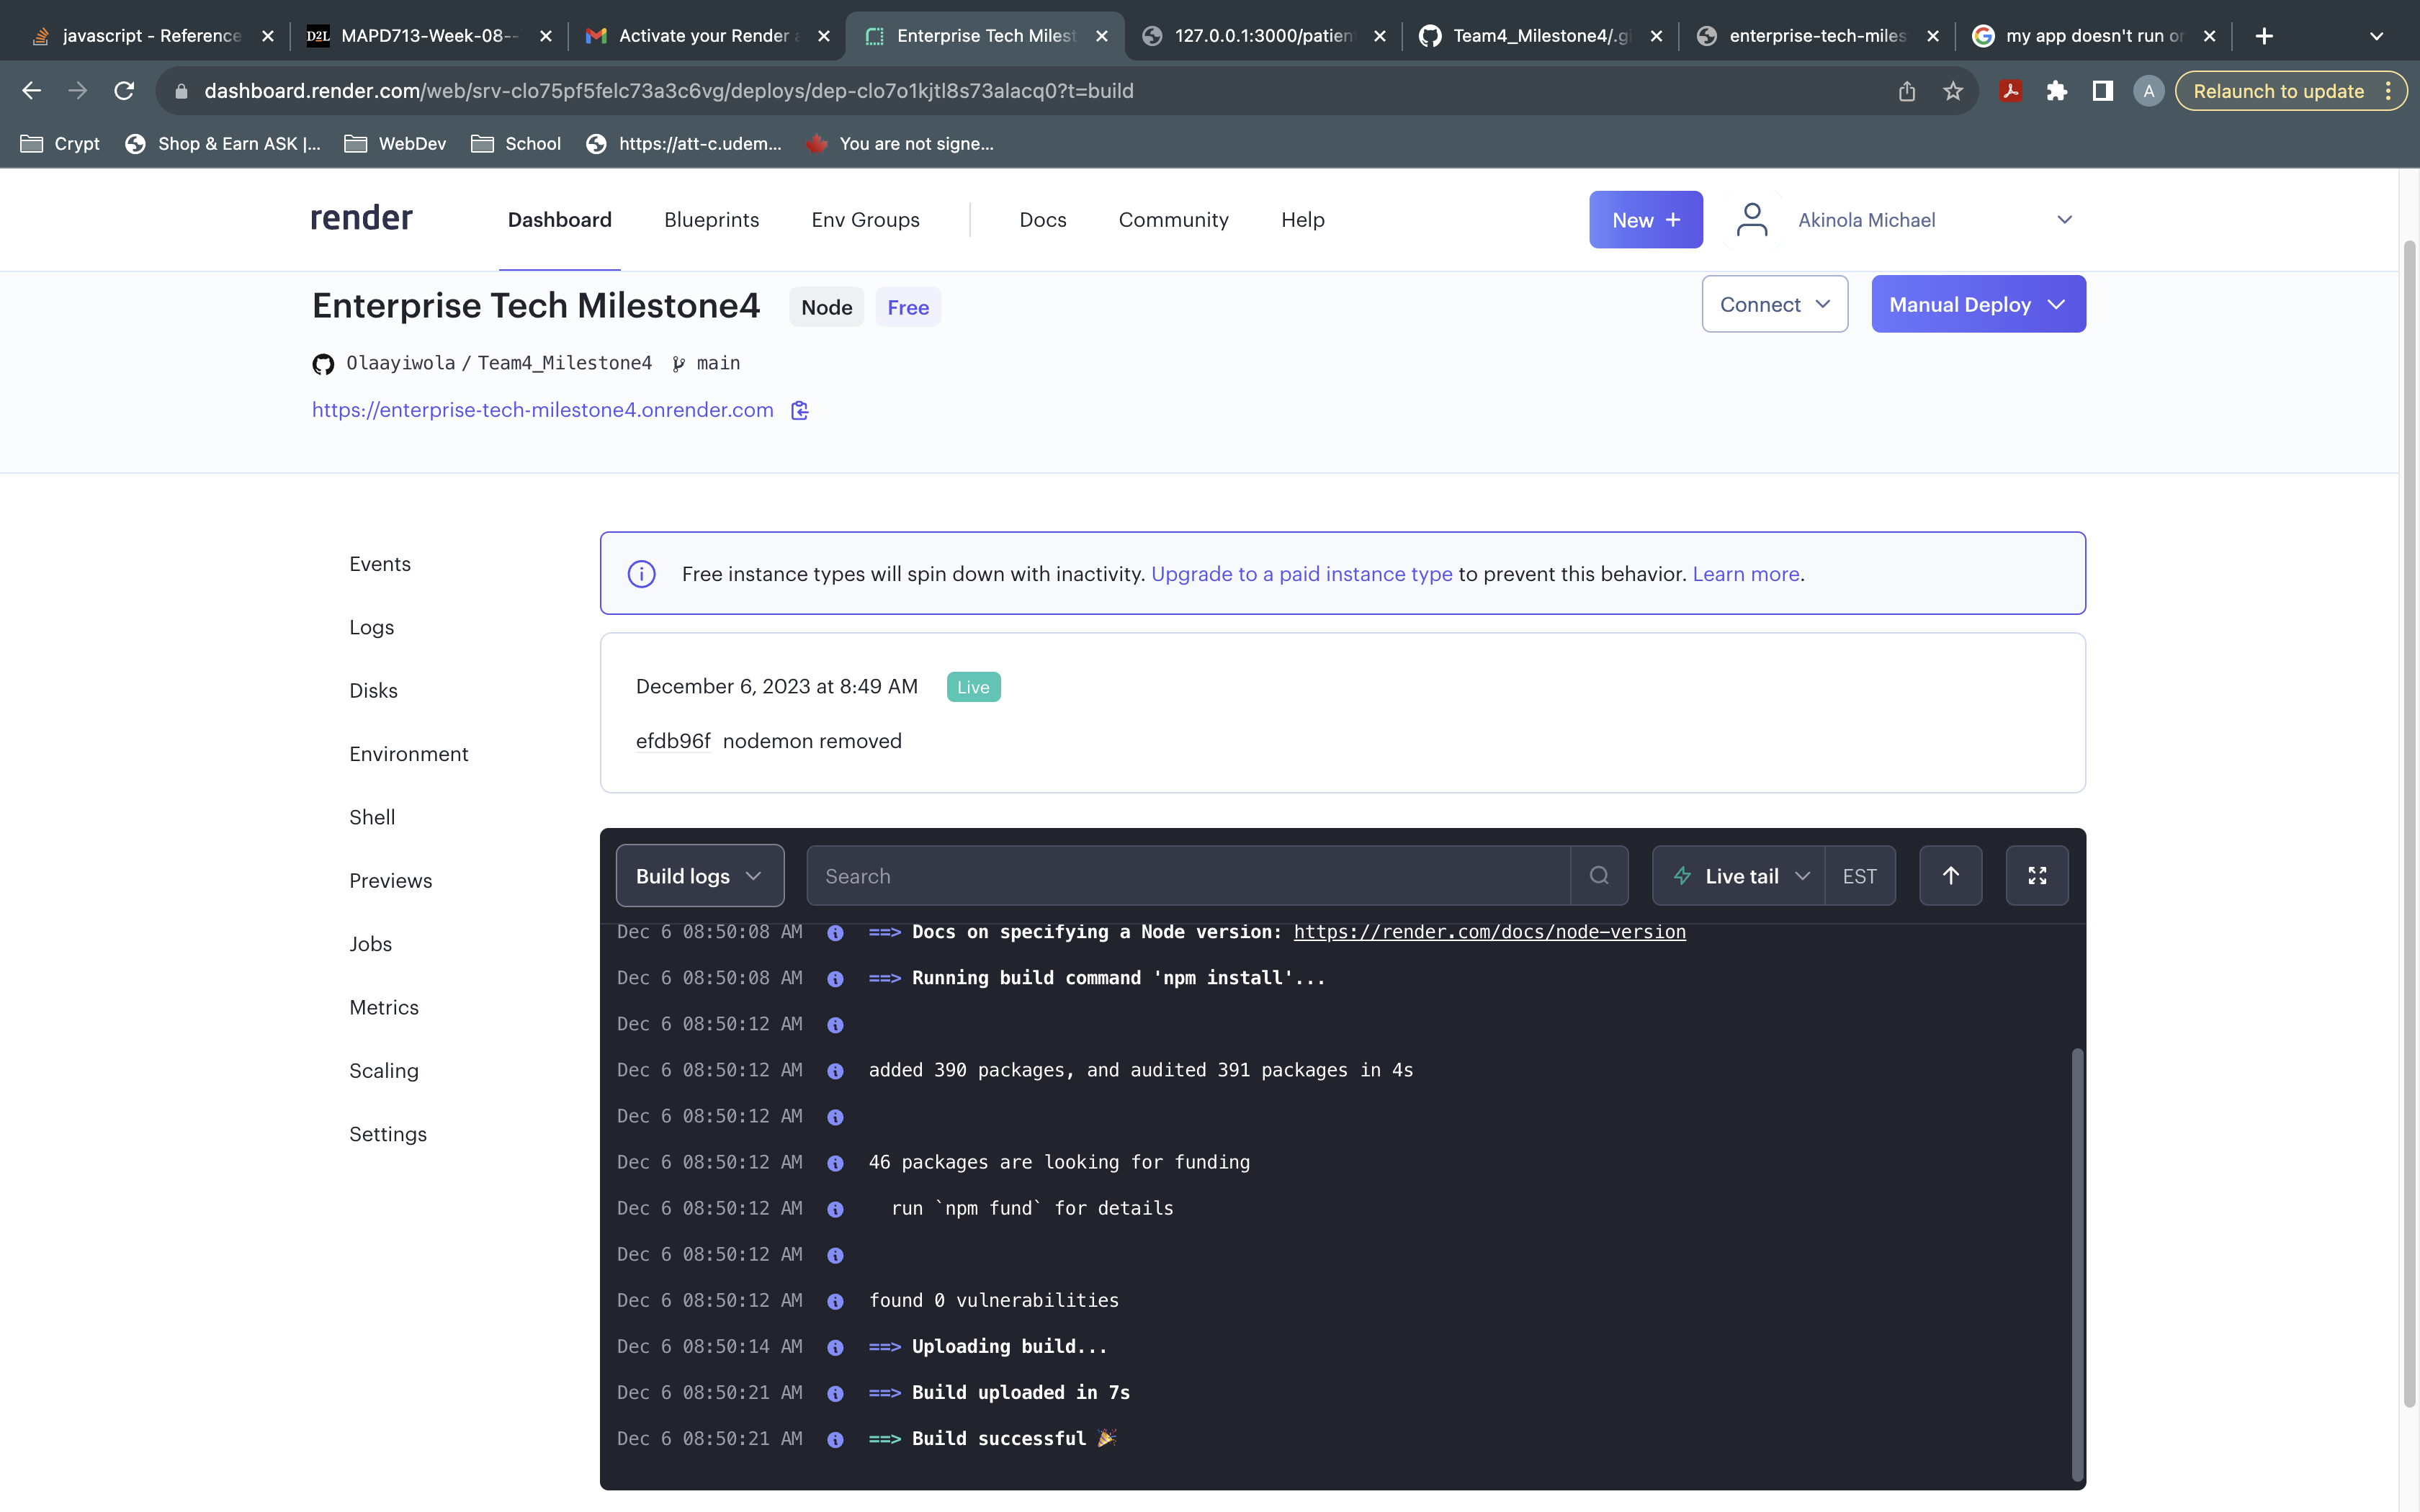 javascript - Reference
D2L MAPD713-Week-08-
Activate your Render a
Enterprise Tech Milest
127.0.0.1:3000/patien
Team4_Milestone4/.gi
enterprise-tech-miles
my app doesn't run on
dashboard.render.com/web/srv-clo75pf5felc73a3c6vg/deploys/dep-clo7o1kjtl8s73alacq0?t=build
A
Relaunch to update
Crypt
Shop & Earn ASK |...
WebDev
School
https://att-c.udem...
You are not signe...
render
Dashboard
Blueprints
Env Groups
Docs
Community
Help
New +
Akinola Michael
Enterprise Tech Milestone4
Node
Free
Connect
Manual Deploy
Olaayiwola / Team4_Milestone4
main
https://enterprise-tech-milestone4.onrender.com
Events
Logs
Disks
Environment
Shell
Previews
Jobs
Metrics
Scaling
Settings
Free instance types will spin down with inactivity. Upgrade to a paid instance type to prevent this behavior. Learn more.
December 6, 2023 at 8:49 AM
Live
efdb96f nodemon removed
Build logs
Search
Live tail
EST
Dec 6 08:50:08 AM ==> Docs on specifying a Node version: https://render.com/docs/node-version
Dec 6 08:50:08 AM ==> Running build command 'npm install'...
Dec 6 08:50:12 AM
Dec 6 08:50:12 AM added 390 packages, and audited 391 packages in 4s
Dec 6 08:50:12 AM
Dec 6 08:50:12 AM 46 packages are looking for funding
Dec 6 08:50:12 AM run `npm fund` for details
Dec 6 08:50:12 AM
Dec 6 08:50:12 AM found 0 vulnerabilities
Dec 6 08:50:14 AM ==> Uploading build...
Dec 6 08:50:21 AM ==> Build uploaded in 7s
Dec 6 08:50:21 AM ==> Build successful 🎉